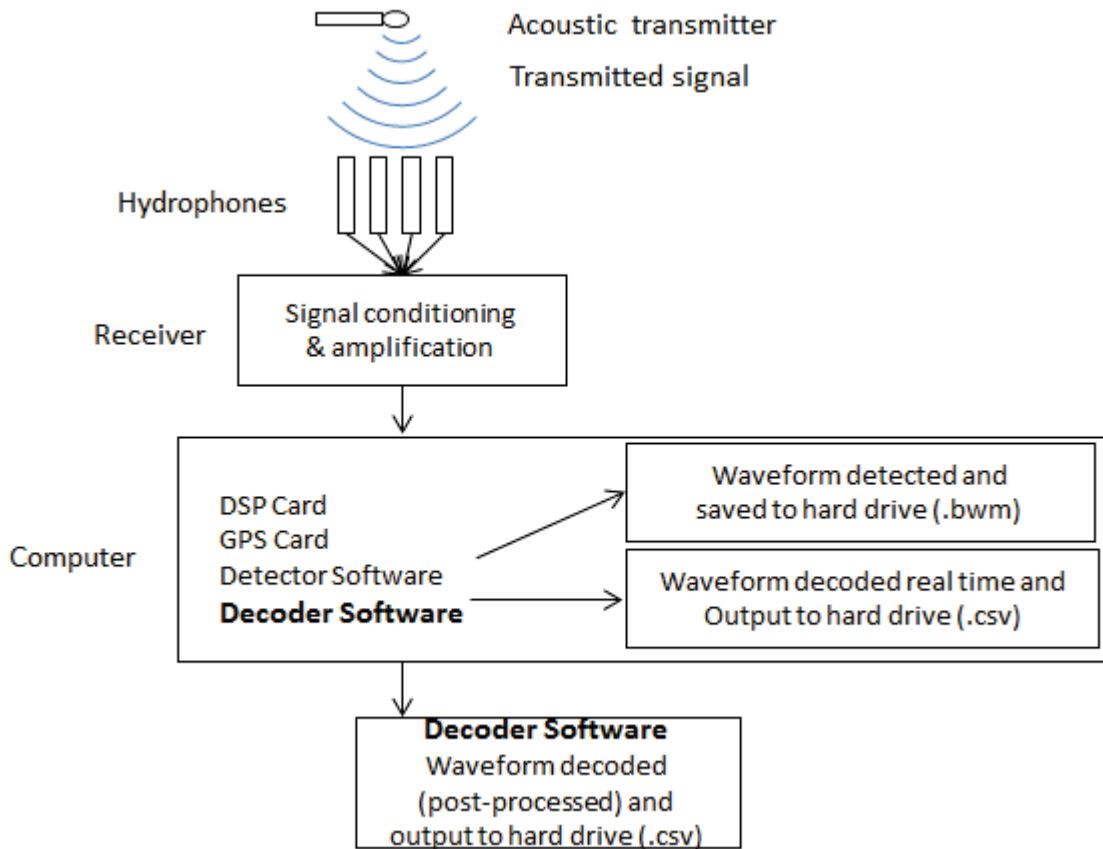 Acoustic transmitter
Transmitted signal
Hydrophones
Receiver
Signal conditioning
& amplification
Computer
DSP Card
GPS Card
Detector Software
Decoder Software
Waveform detected and
saved to hard drive (.bwm)
Waveform decoded real time and
Output to hard drive (.csv)
Decoder Software
Waveform decoded
(post-processed) and
output to hard drive (.csv)